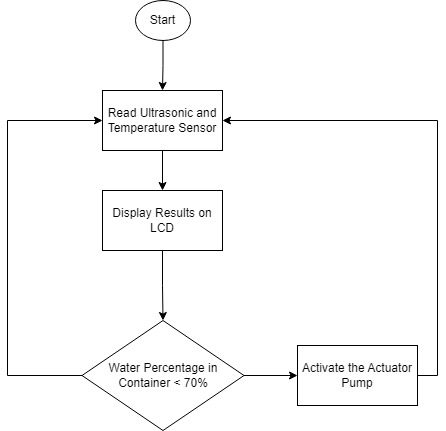 Start
Read Ultrasonic and
Temperature Sensor
Display Results on
LCD
Water Percentage in
Container < 70%
Activate the Actuator
Pump